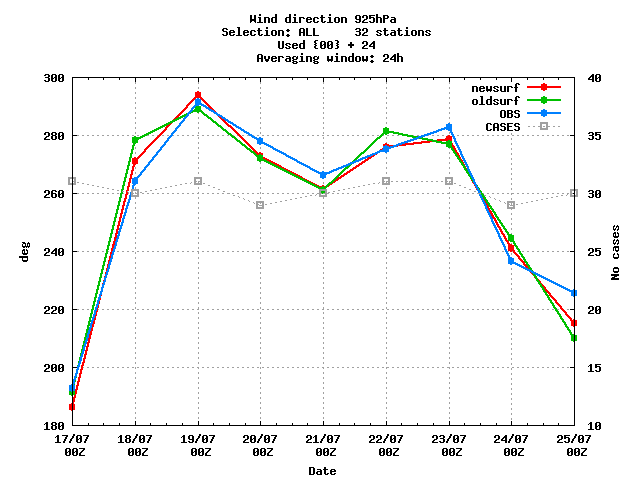 Wind direction 925hPa
Selection: ALL 32 stations
Used {00} + 24
Averaging window: 24h
300 40
newsurf
oldsurf
OBS
CASES
280 35
260 30
deg
No cases
240 25
220 20
200 15
180 10
17/07 18/07 19/07 20/07 21/07 22/07 23/07 24/07 25/07
00Z 00Z 00Z 00Z 00Z 00Z 00Z 00Z 00Z
Date